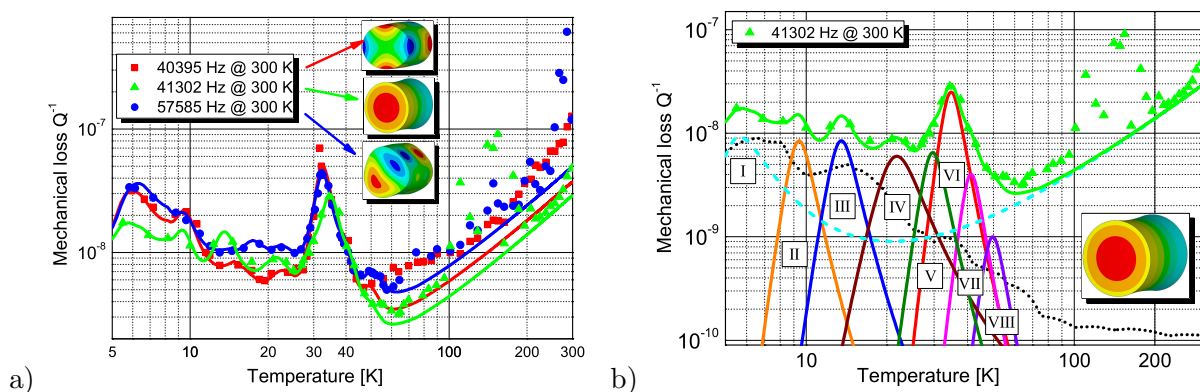 40395 Hz @ 300 K
41302 Hz @ 300 K
57585 Hz @ 300 K
10⁻⁷
10⁻⁸
Mechanical loss Q⁻¹
5 10 20 30 40 100 200 300
Temperature [K]
a)
41302 Hz @ 300 K
10⁻⁷
10⁻⁸
10⁻⁹
10⁻¹⁰
Mechanical loss Q⁻¹
I
II
III
IV
V
VI
VII
VIII
10 100 200
Temperature [K]
b)